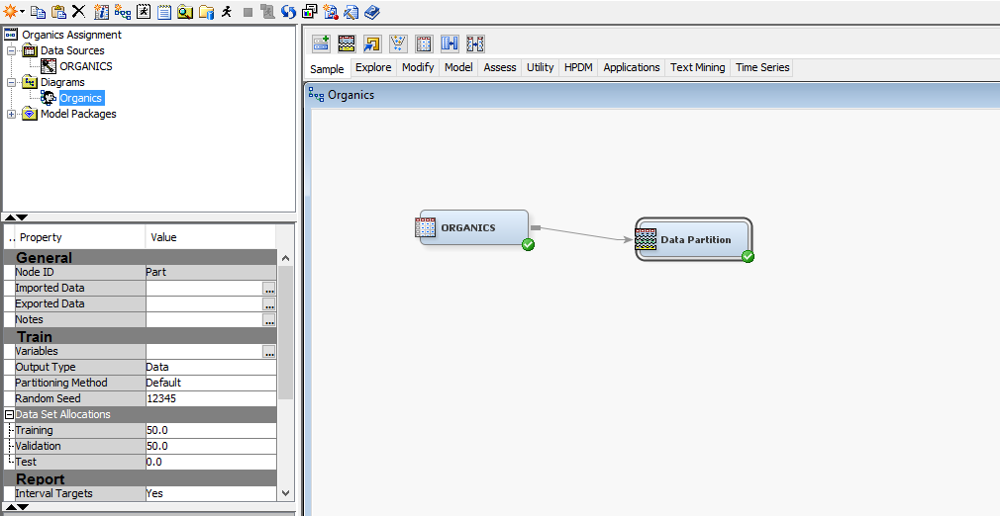 Organics Assignment
Data Sources
ORGANICS
Diagrams
Organics
Model Packages
.. Property Value
General
Node ID Part
Imported Data ...
Exported Data ...
Notes ...
Train
Variables ...
Output Type Data
Partitioning Method Default
Random Seed 12345
Data Set Allocations
Training 50.0
Validation 50.0
Test 0.0
Report
Interval Targets Yes
Sample Explore Modify Model Assess Utility HPDM Applications Text Mining Time Series
Organics
ORGANICS
Data Partition